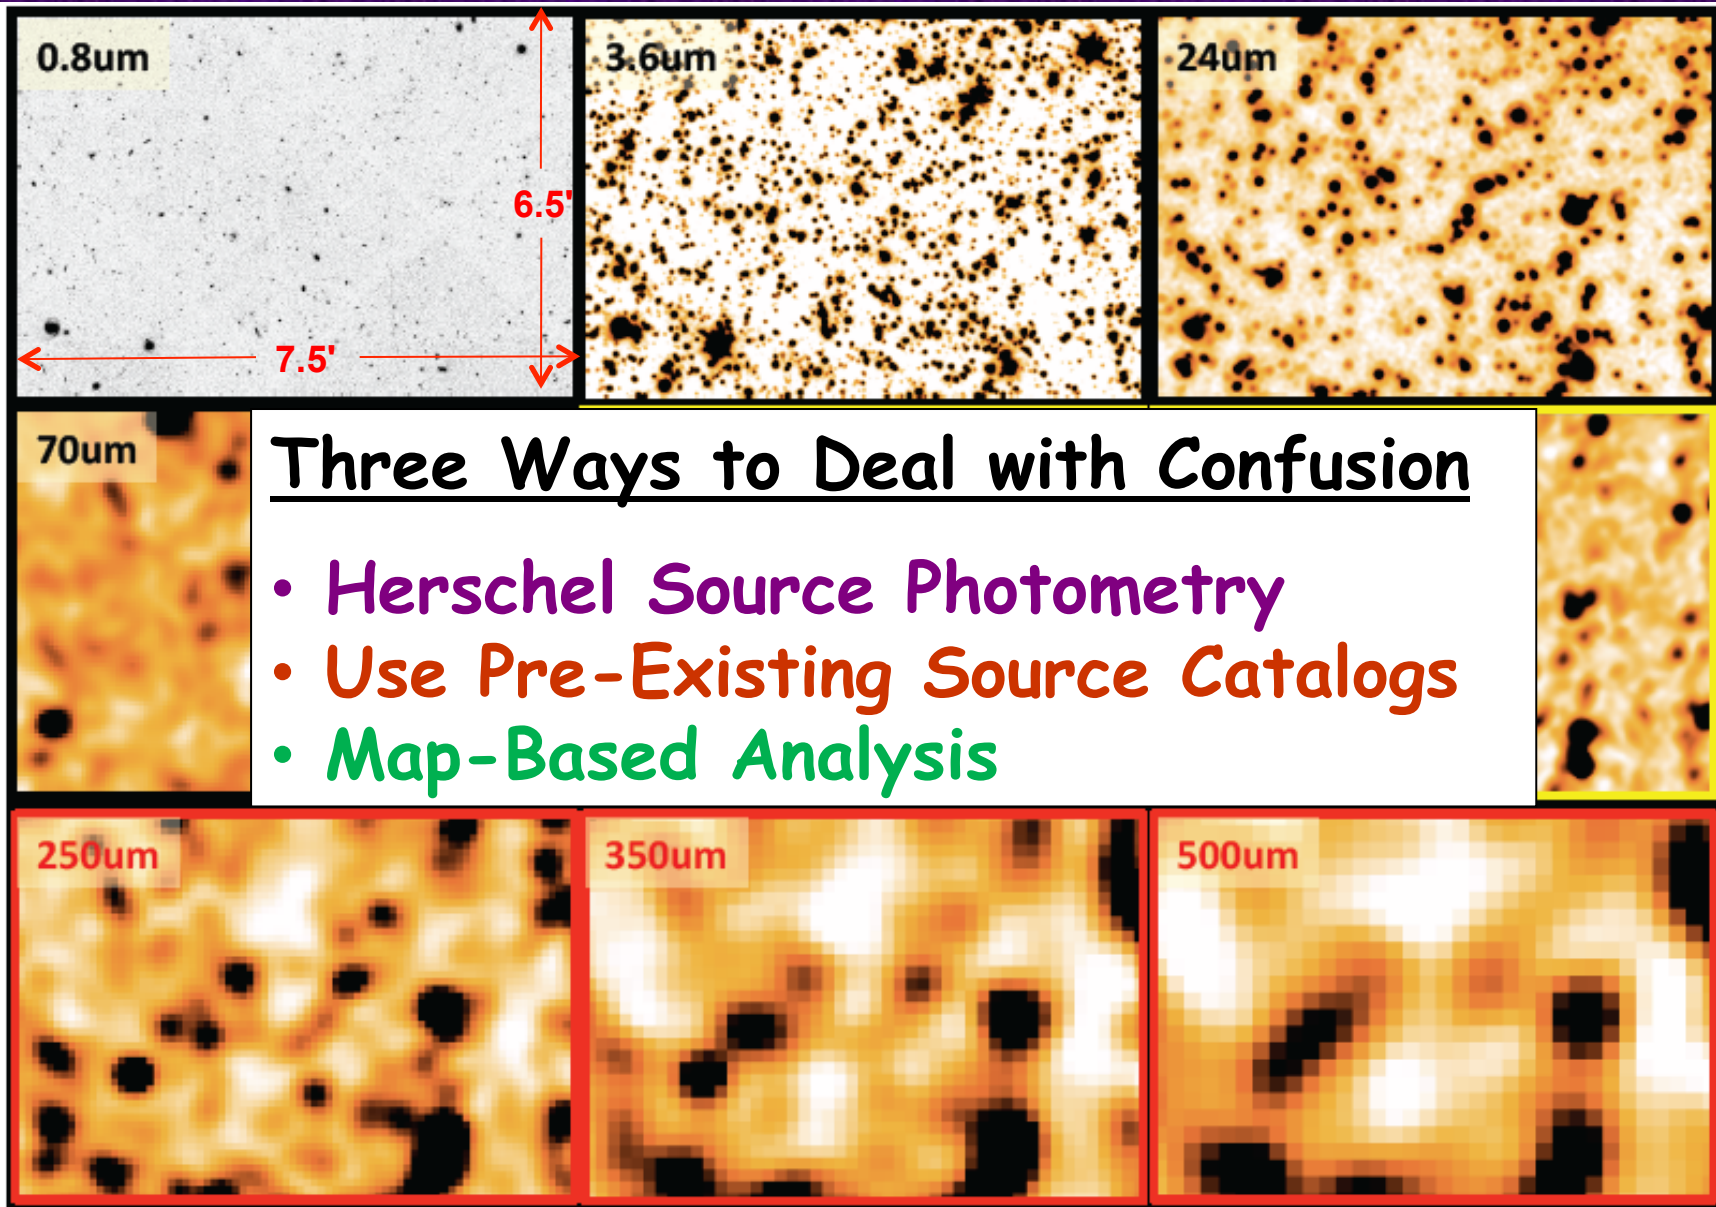 0.8um
3.6um
24um
6.5'
7.5'
70um
Three Ways to Deal with Confusion
• Herschel Source Photometry
• Use Pre-Existing Source Catalogs
• Map-Based Analysis
250um
350um
500um